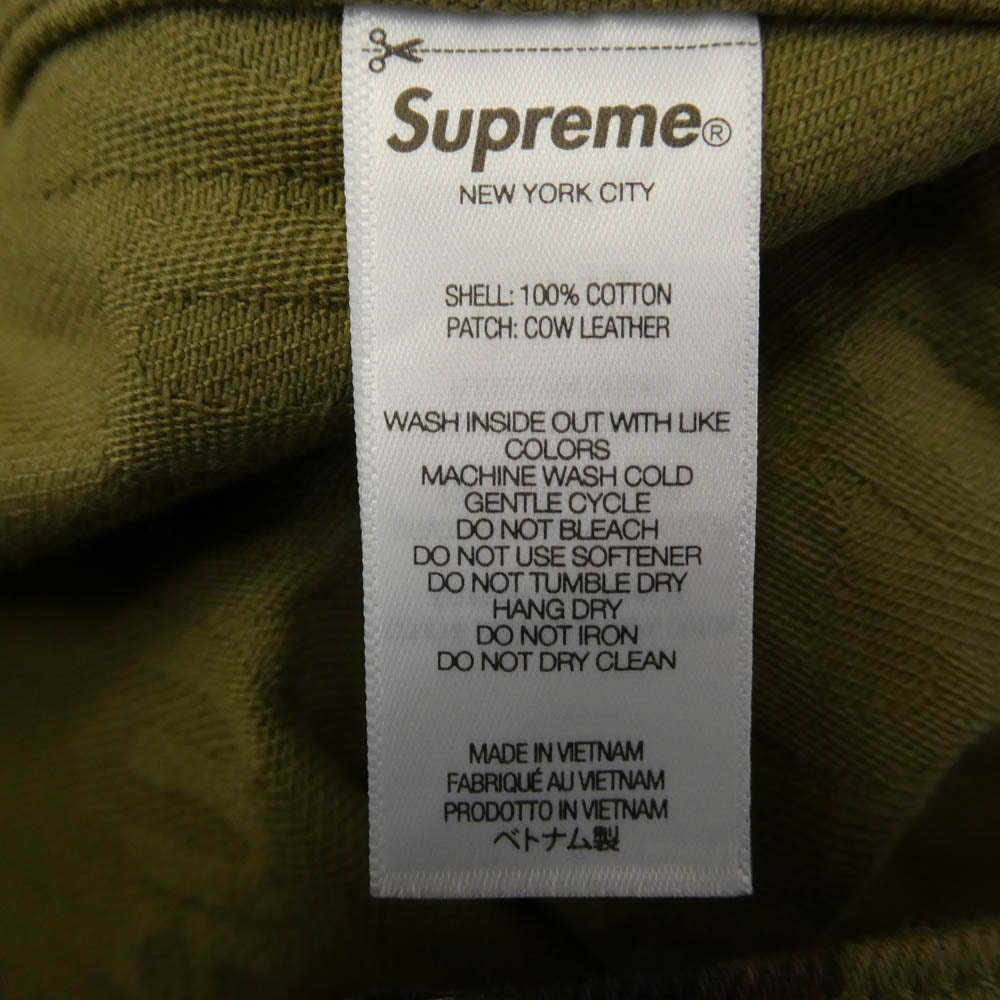 Supreme®
NEW YORK CITY
SHELL: 100% COTTON
PATCH: COW LEATHER
WASH INSIDE OUT WITH LIKE
COLORS
MACHINE WASH COLD
GENTLE CYCLE
DO NOT BLEACH
DO NOT USE SOFTENER
DO NOT TUMBLE DRY
HANG DRY
DO NOT IRON
DO NOT DRY CLEAN
MADE IN VIETNAM
FABRIQUÉ AU VIETNAM
PRODOTTO IN VIETNAM
ベトナム製